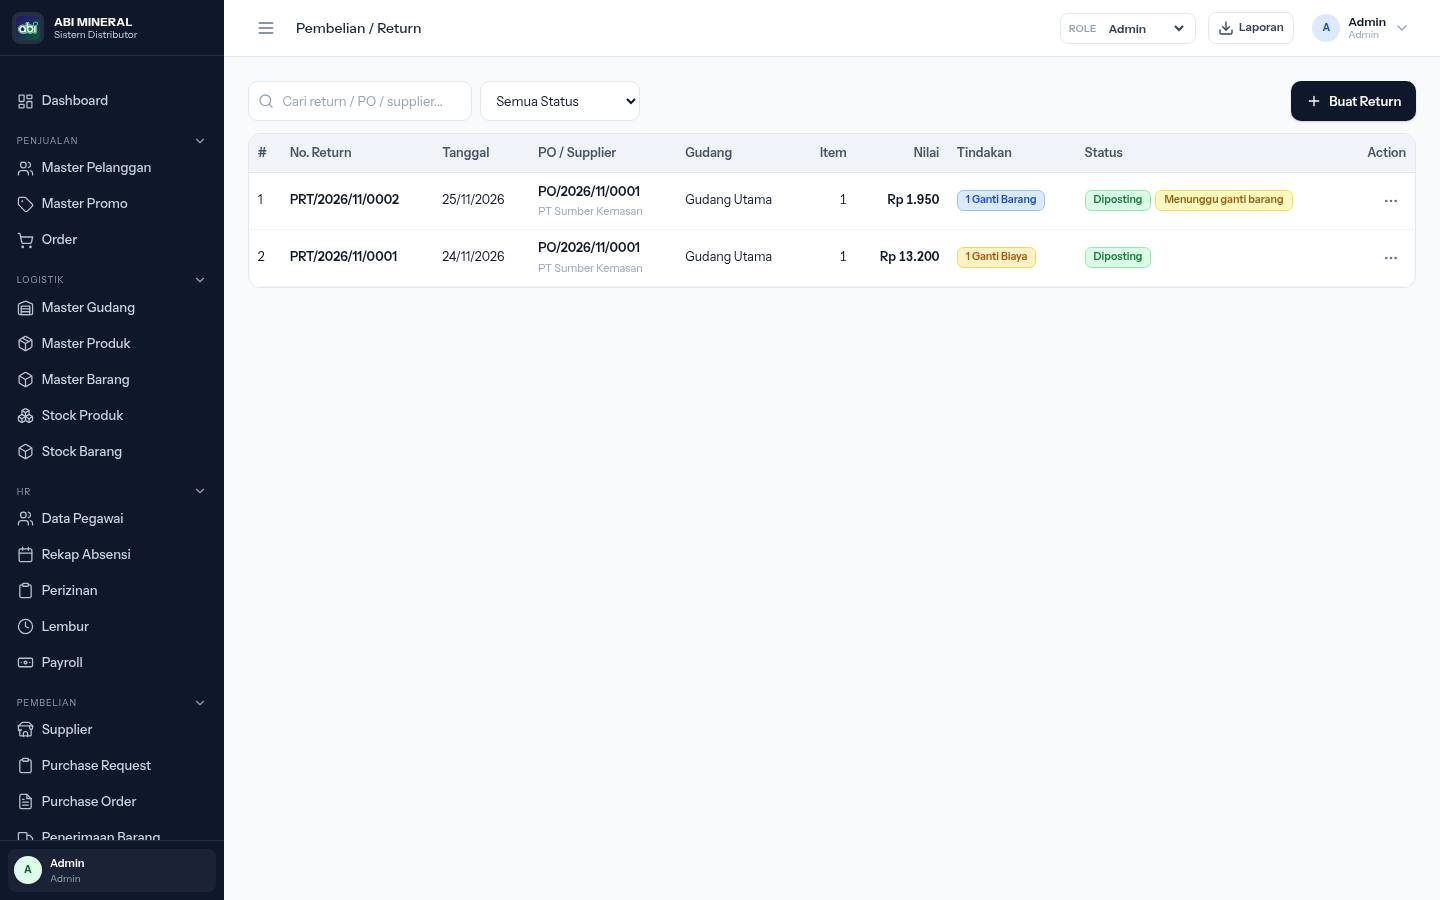 abi
ABI MINERAL
Sistem Distributor
Dashboard
PENJUALAN
Master Pelanggan
Master Promo
Order
LOGISTIK
Master Gudang
Master Produk
Master Barang
Stock Produk
Stock Barang
HR
Data Pegawai
Rekap Absensi
Perizinan
Lembur
Payroll
PEMBELIAN
Supplier
Purchase Request
Purchase Order
Penerimaan Barang
A
Admin
Admin
Pembelian / Return
ROLE Admin
Laporan
A
Admin
Admin
Cari return / PO / supplier...
Semua Status
+ Buat Return
# No. Return Tanggal PO / Supplier Gudang Item Nilai Tindakan Status Action
1 PRT/2026/11/0002 25/11/2026 PO/2026/11/0001 Gudang Utama 1 Rp 1.950 1 Ganti Barang Diposting Menunggu ganti barang ...
PT Sumber Kemasan
2 PRT/2026/11/0001 24/11/2026 PO/2026/11/0001 Gudang Utama 1 Rp 13.200 1 Ganti Biaya Diposting ...
PT Sumber Kemasan